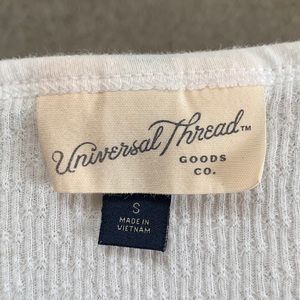 Universal Thread™
GOODS
CO.
S
MADE IN
VIETNAM